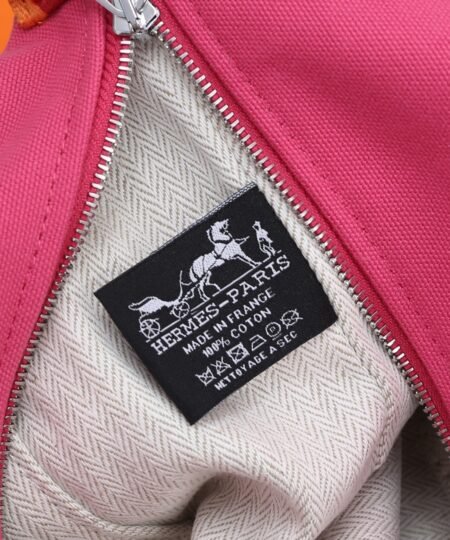 HERMES-PARIS
MADE IN FRANCE
100% COTON
NETTOYAGE A SEC